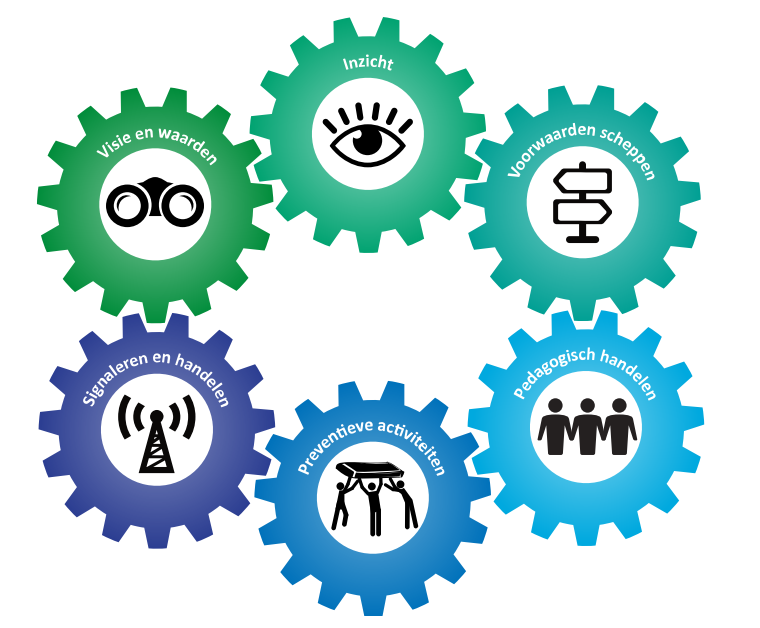 Inzicht
Visie en waarden
Voorwaarden scheppen
Signaleren en handelen
Pedagogisch handelen
Preventieve activiteiten